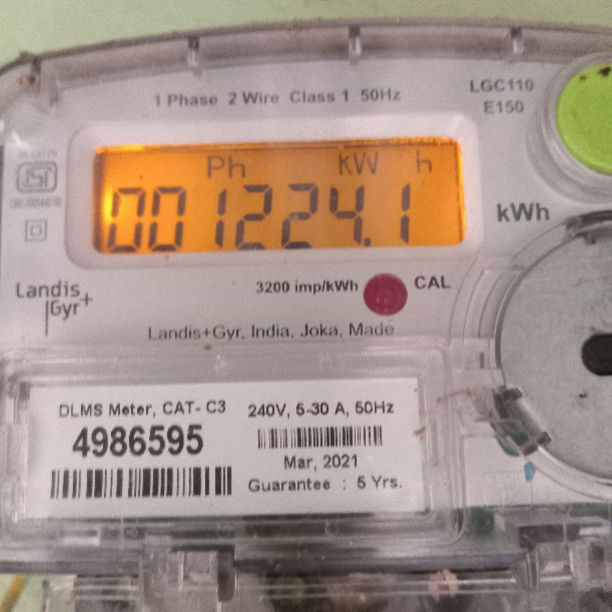 1 Phase 2 Wire Class 1 50Hz
LGC110
E150
Ph kW h
001224.1
kWh
3200 imp/kWh
CAL
Landis
Gyr+
Landis+Gyr, India, Joka, Made
DLMS Meter, CAT- C3
4986595
240V, 5-30 A, 50Hz
Mar, 2021
Guarantee : 5 Yrs.